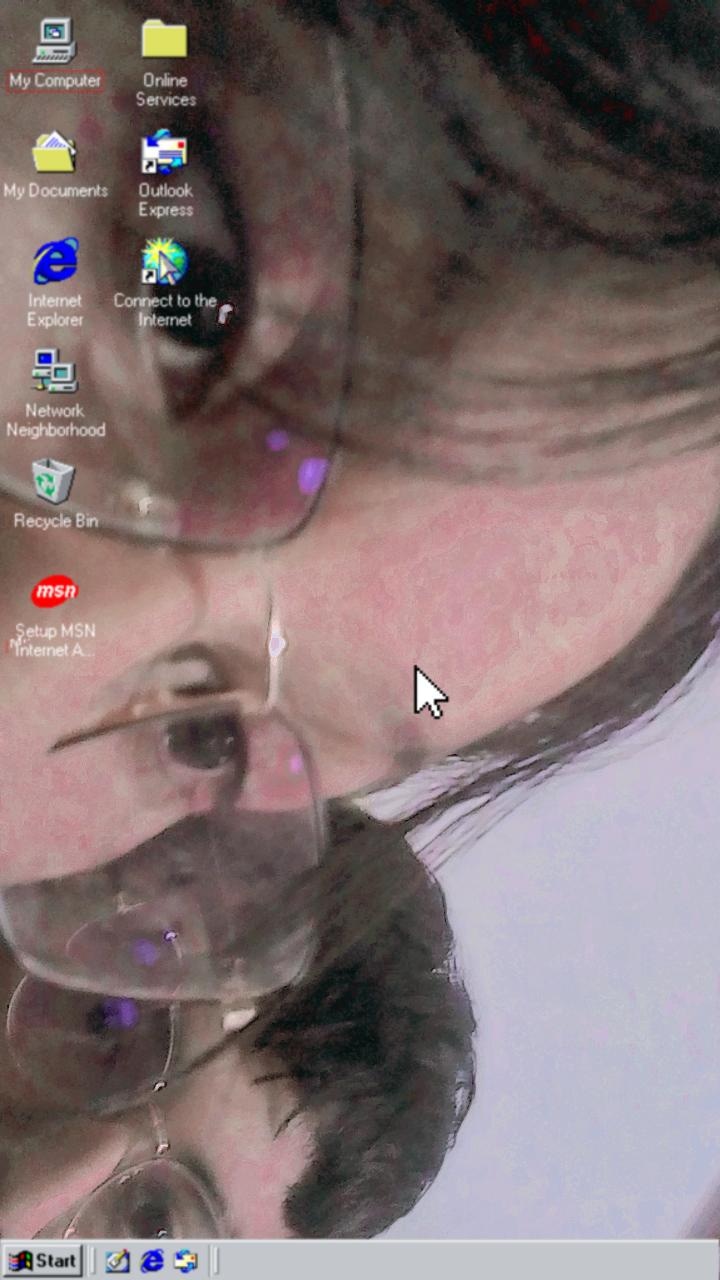 My Computer
Online
Services
My Documents
Outlook
Express
Internet
Explorer
Connect to the
Internet
Network
Neighborhood
Recycle Bin
msn
Setup MSN
Internet A...
Start